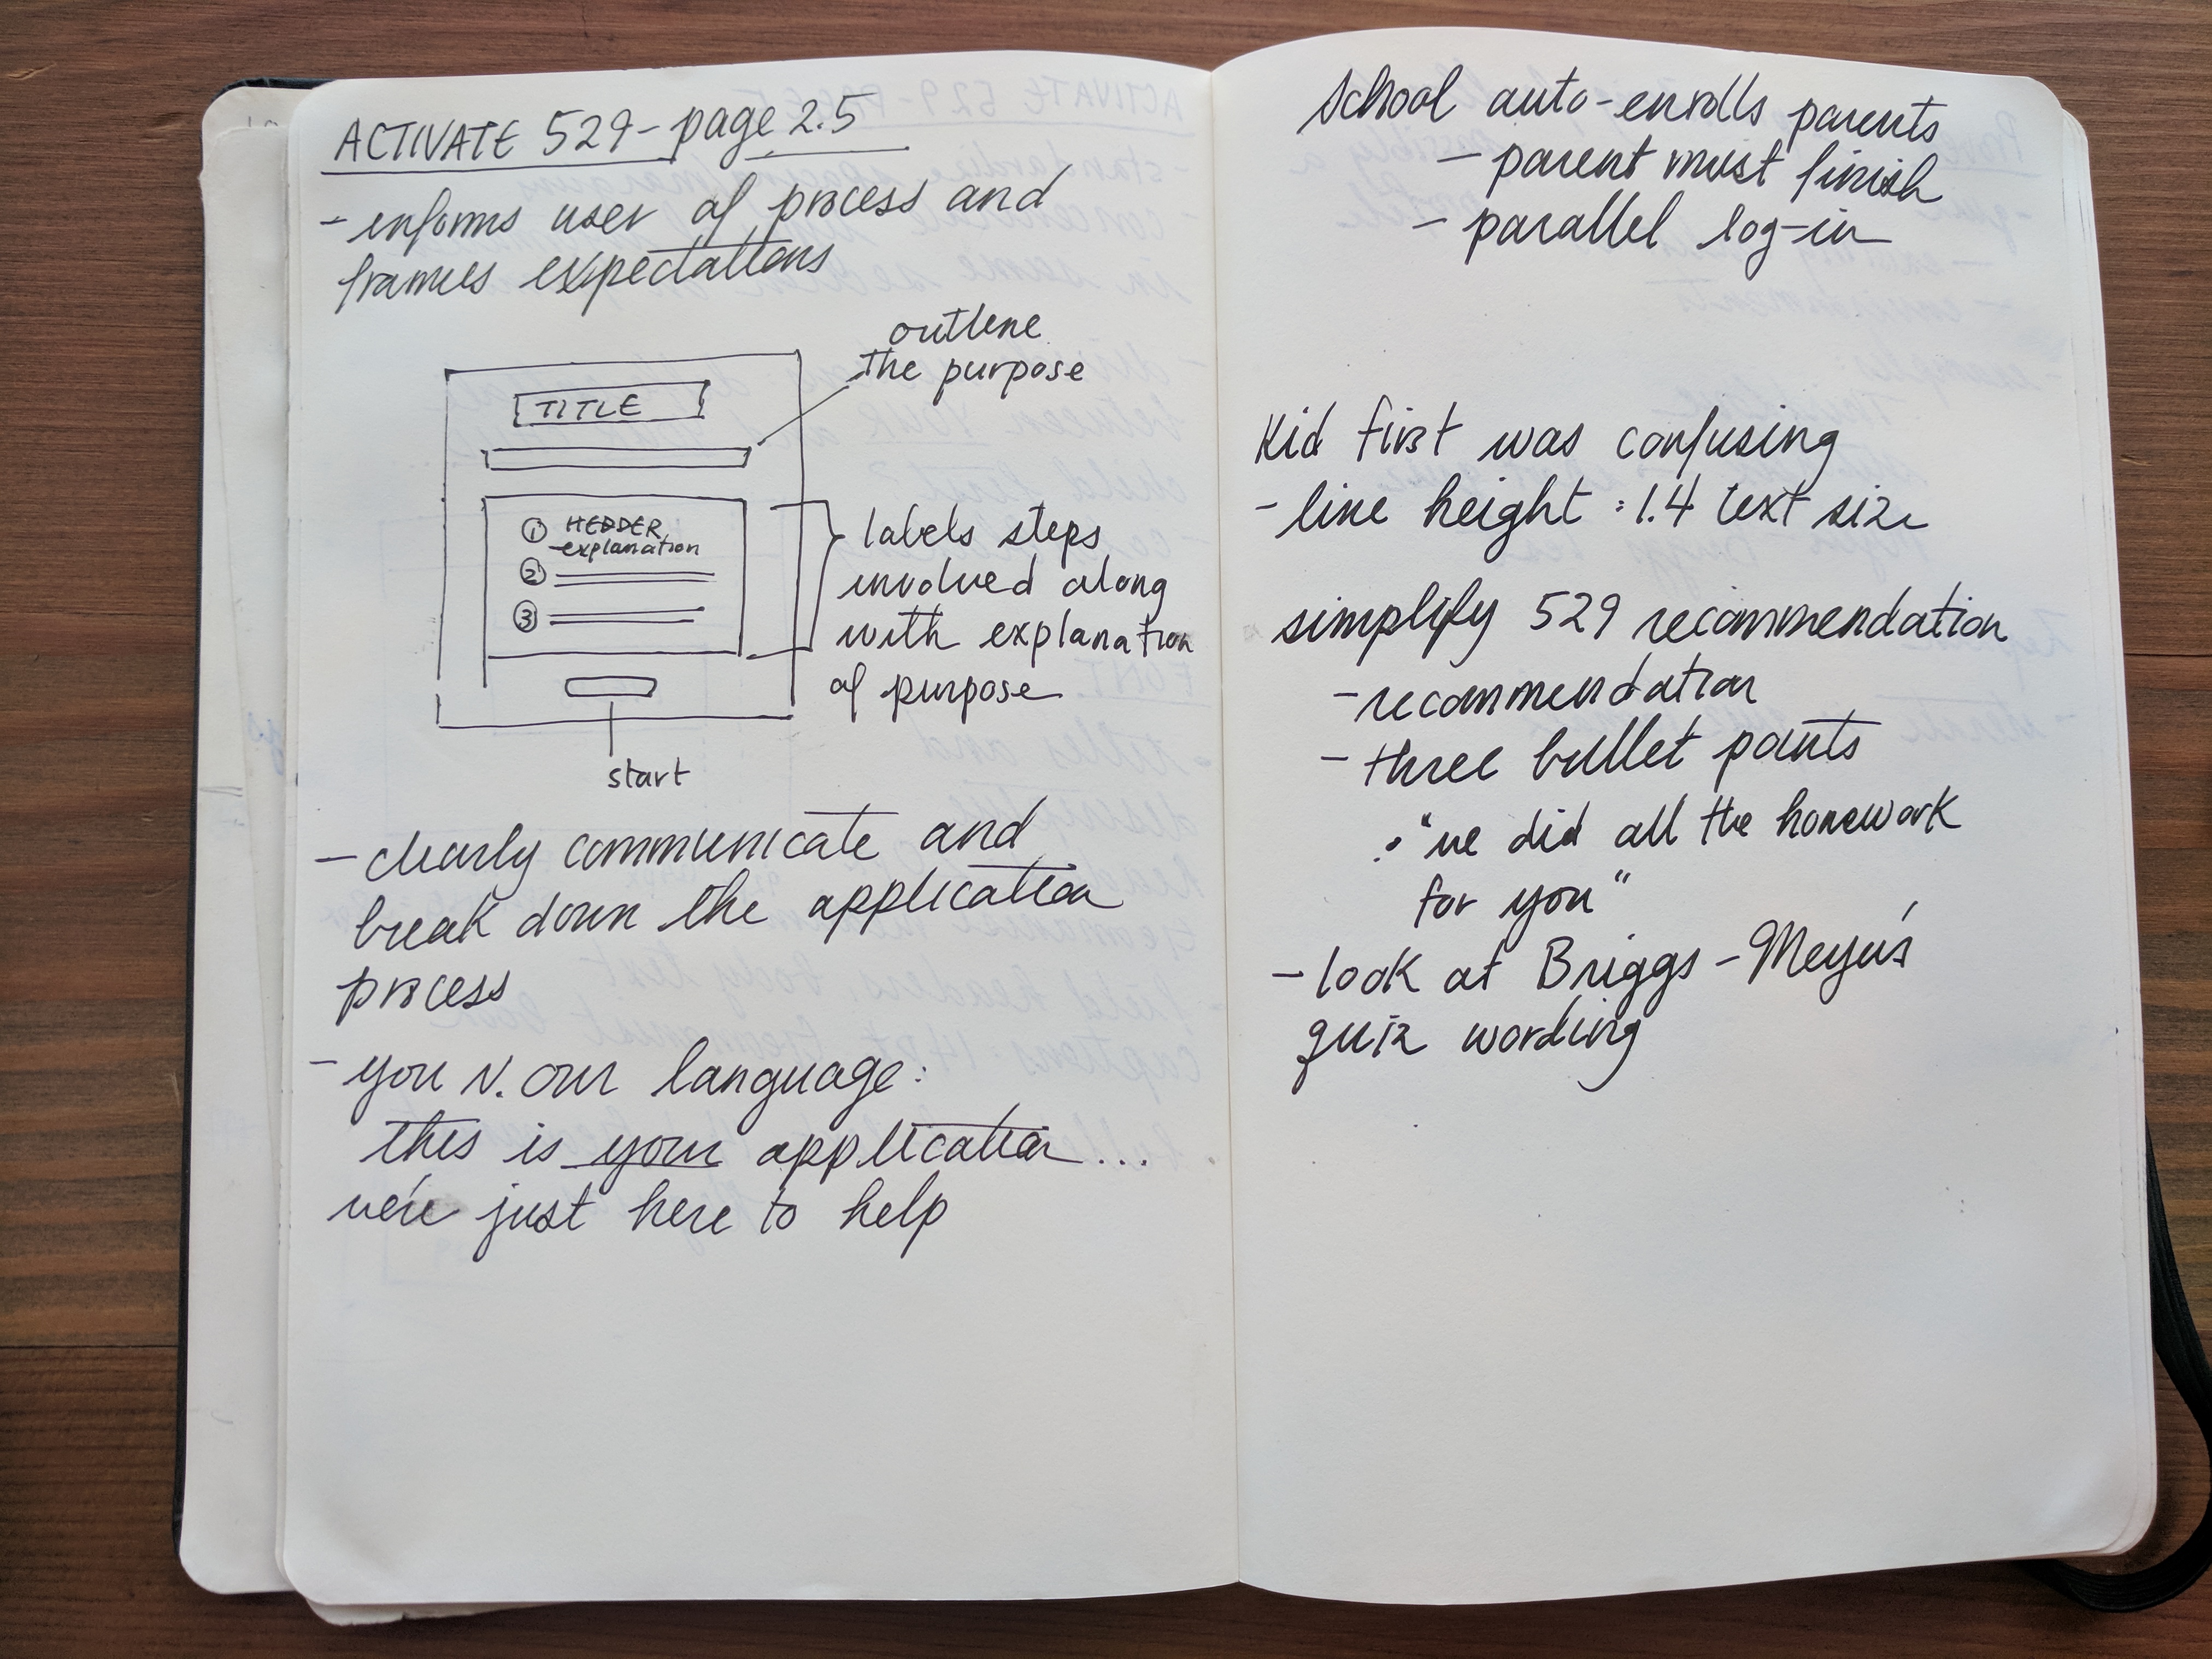 ACTIVATE 529 - page 2.5
- informs user of process and
frames expectations
outline
the purpose
TITLE
① HEDDER
explanation
②
③
labels steps
involved along
with explanation
of purpose
start
- clearly communicate and
break down the application
process
- you v. our language:
this is your application...
we're just here to help
School auto-enrolls parents
- parent must finish
- parallel log-in
Kid first was confusing
- line height : 1.4 text size
simplify 529 recommendation
- recommendation
- three bullet points
• "we did all the homework
for you"
- look at Briggs-Meyer's
quiz wording